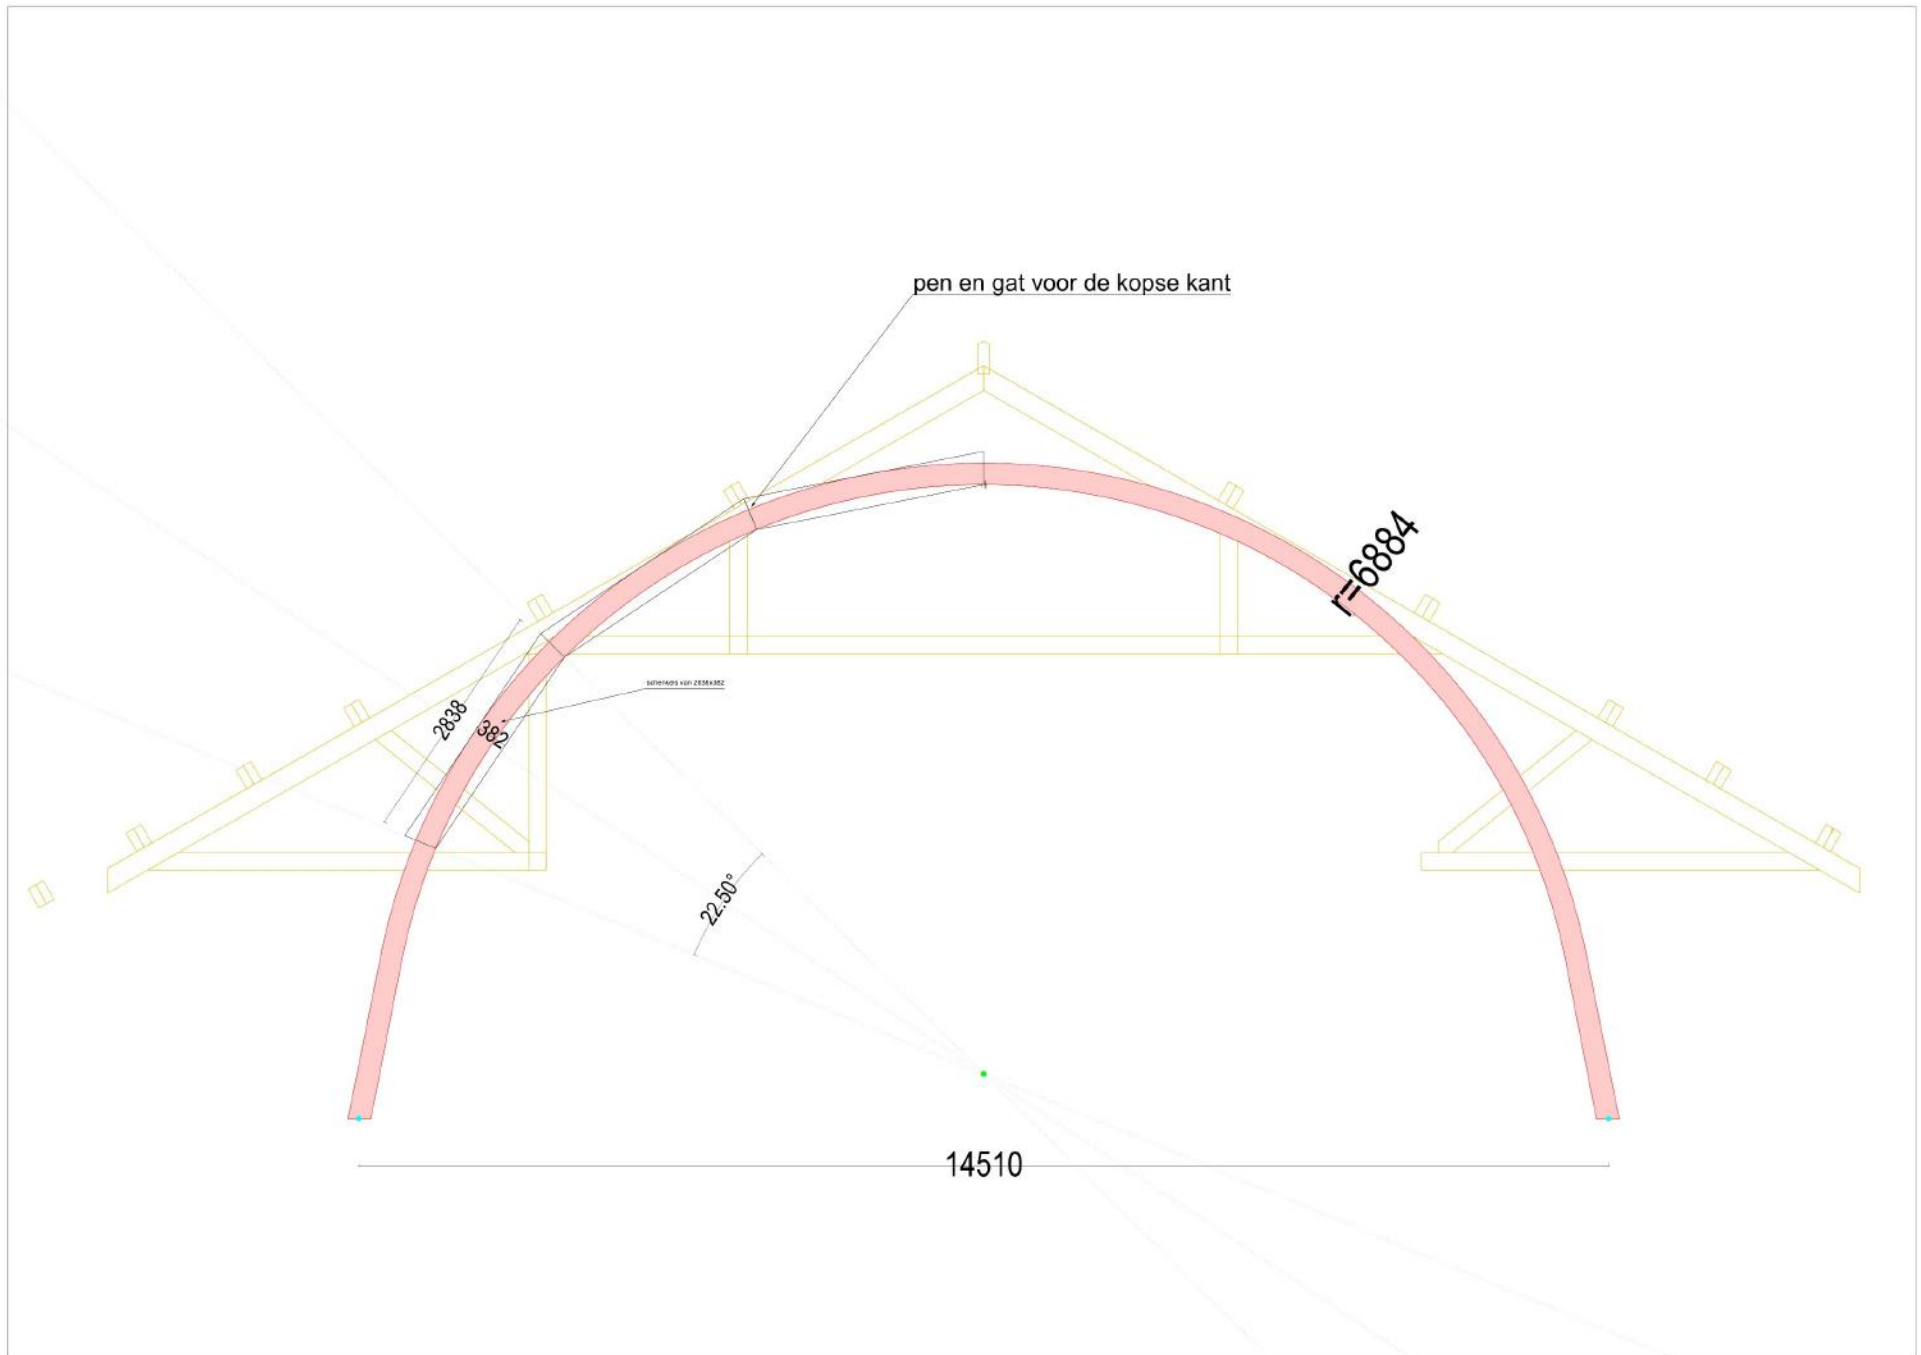 pen en gat voor de kopse kant
r=6884
2838
382
22.50°
14510